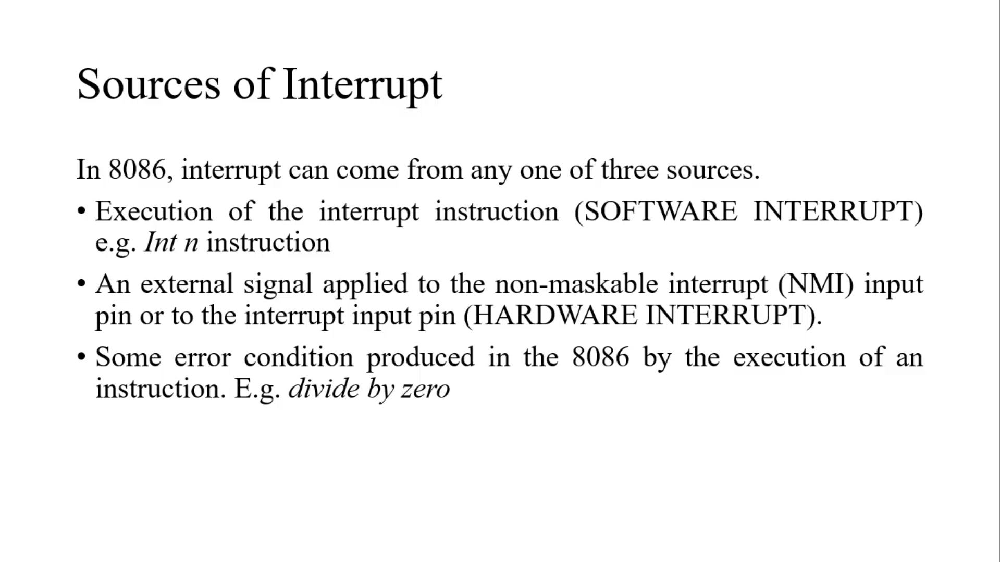 Sources of Interrupt
In 8086, interrupt can come from any one of three sources.
• Execution of the interrupt instruction (SOFTWARE INTERRUPT)
e.g. Int n instruction
• An external signal applied to the non-maskable interrupt (NMI) input
pin or to the interrupt input pin (HARDWARE INTERRUPT).
• Some error condition produced in the 8086 by the execution of an
instruction. E.g. divide by zero